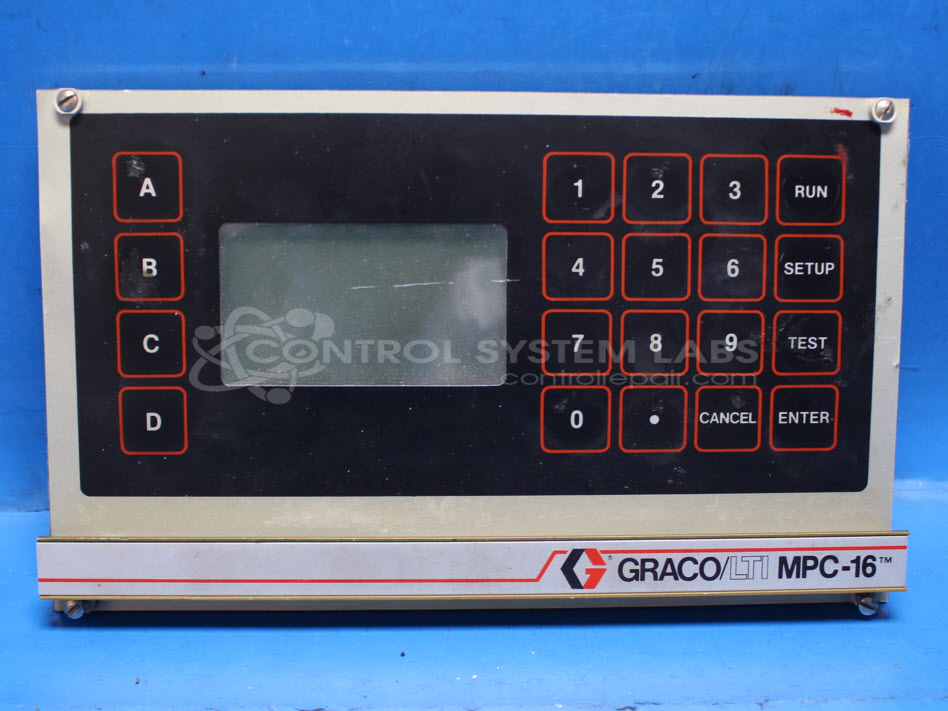 A
1 2 3 RUN
B
4 5 6 SETUP
C
7 8 9 TEST
D
0 . CANCEL ENTER
CONTROL SYSTEM LABS
controlrepair.com
GRACO/LTI MPC-16™